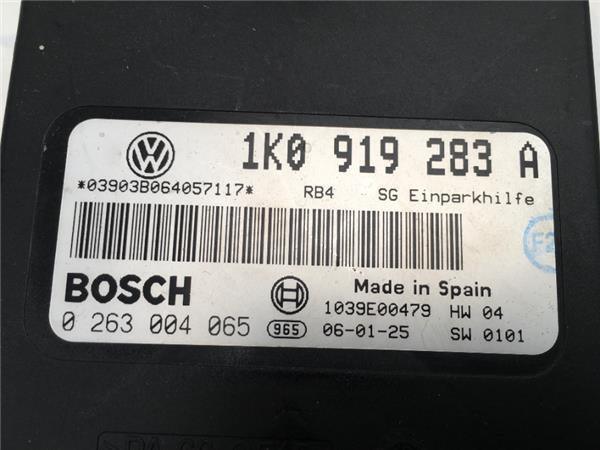 1K0 919 283 A
*03903B064057117* RB4 SG Einparkhilfe
BOSCH
Made in Spain
1039E00479 HW 04
0 263 004 065 965 06-01-25 SW 0101